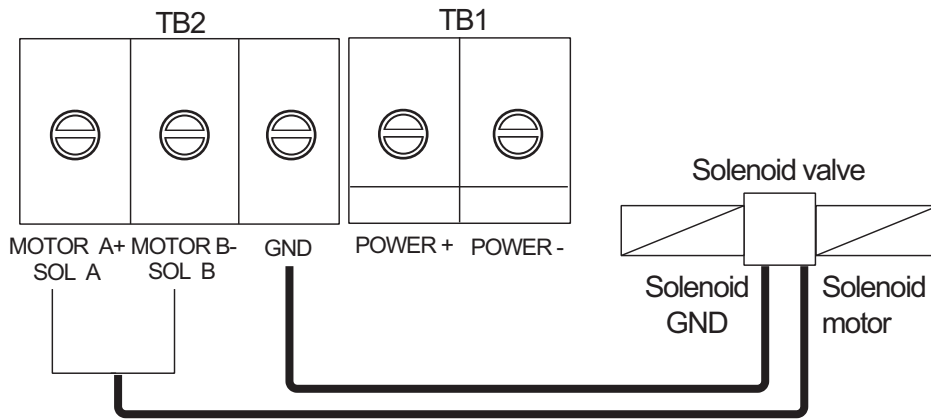 TB2 TB1
MOTOR A+ MOTOR B- GND POWER + POWER -
SOL A SOL B
Solenoid valve
Solenoid Solenoid
GND motor